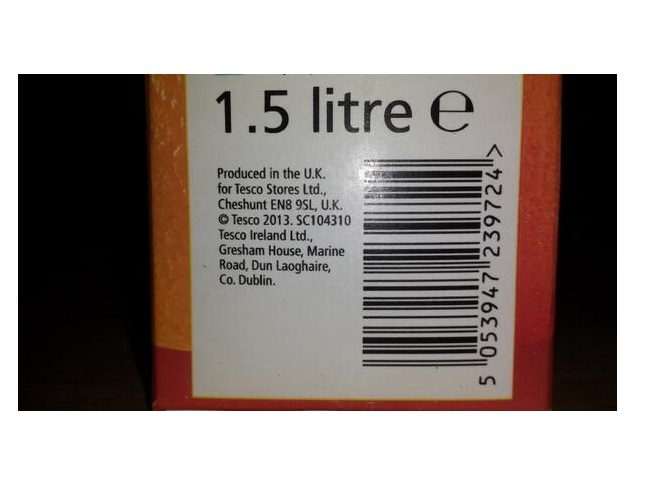 1.5 litre ℮
Produced in the U.K.
for Tesco Stores Ltd.,
Cheshunt EN8 9SL, U.K.
© Tesco 2013. SC104310
Tesco Ireland Ltd.,
Gresham House, Marine
Road, Dun Laoghaire,
Co. Dublin.
5 053947 239724 >